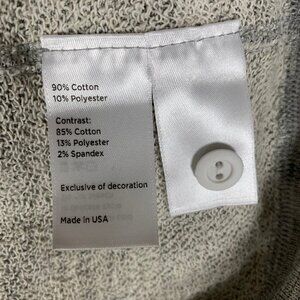 90% Cotton
10% Polyester
Contrast:
85% Cotton
13% Polyester
2% Spandex
Exclusive of decoration
Made in USA